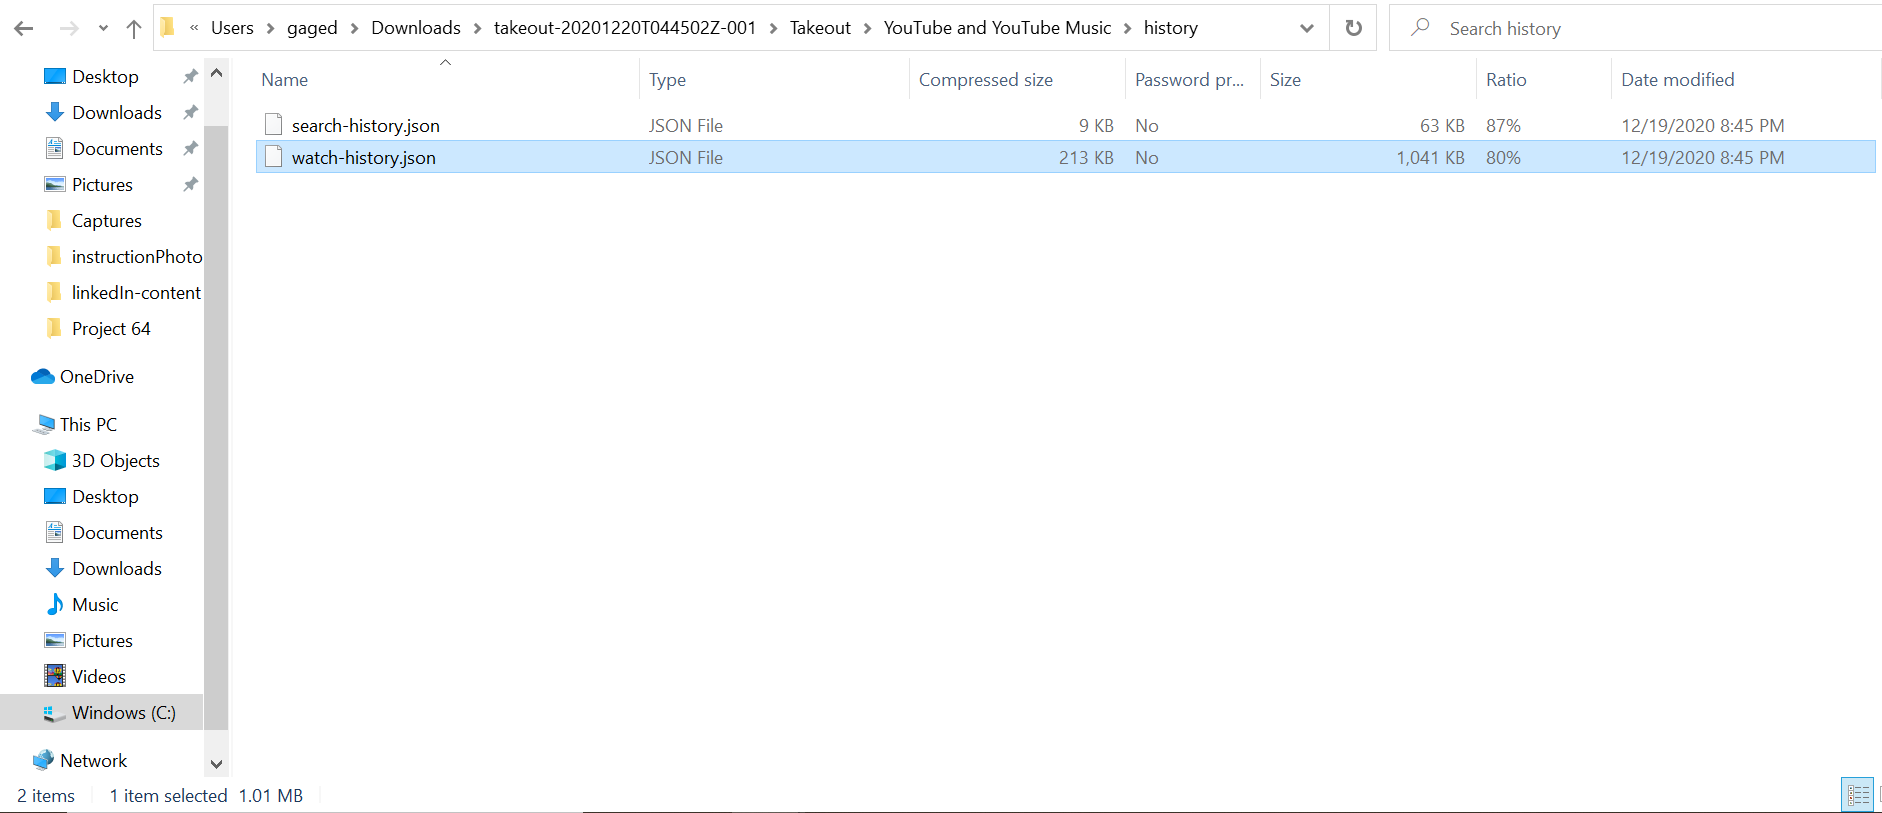 « Users > gaged > Downloads > takeout-20201220T044502Z-001 > Takeout > YouTube and YouTube Music > history
Search history
Name Type Compressed size Password pr... Size Ratio Date modified
search-history.json JSON File 9 KB No 63 KB 87% 12/19/2020 8:45 PM
watch-history.json JSON File 213 KB No 1,041 KB 80% 12/19/2020 8:45 PM
Desktop
Downloads
Documents
Pictures
Captures
instructionPhoto
linkedIn-content
Project 64
OneDrive
This PC
3D Objects
Desktop
Documents
Downloads
Music
Pictures
Videos
Windows (C:)
Network
2 items 1 item selected 1.01 MB